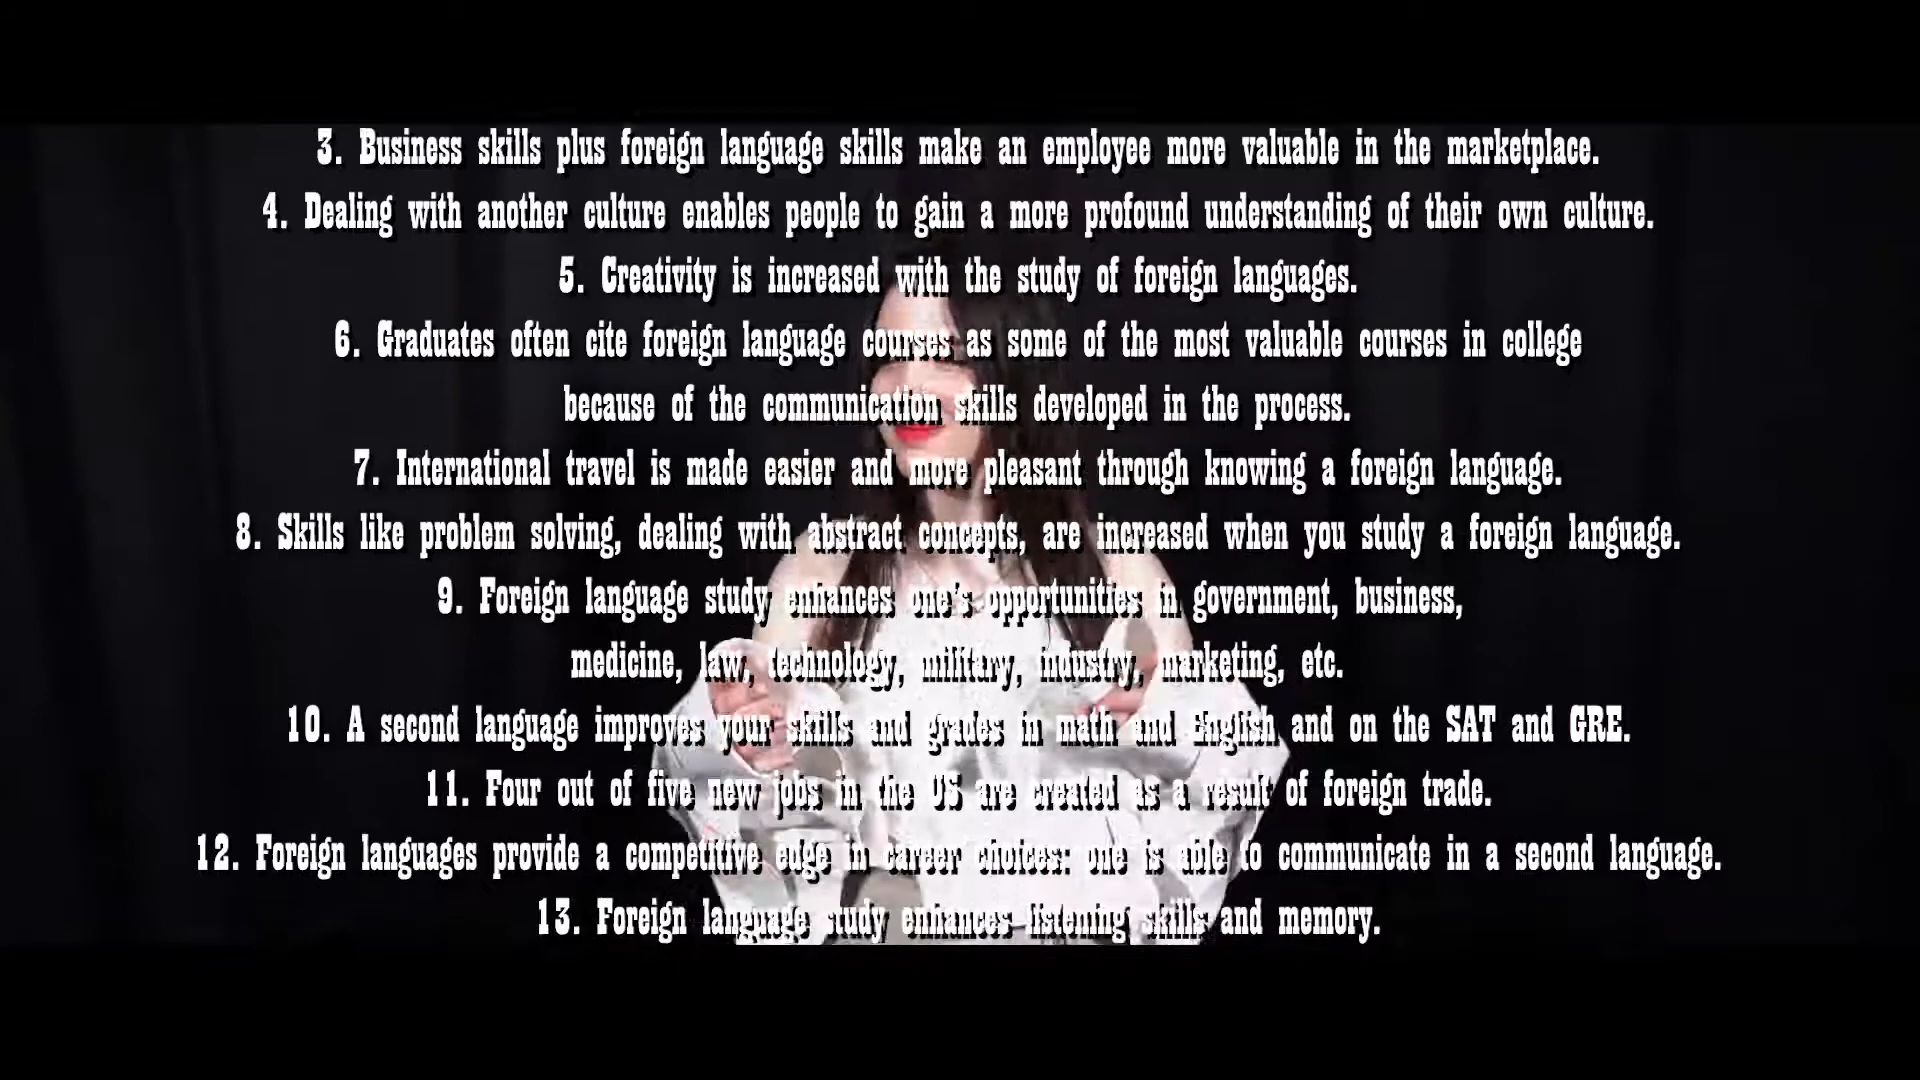 3. Business skills plus foreign language skills make an employee more valuable in the marketplace.
4. Dealing with another culture enables people to gain a more profound understanding of their own culture.
5. Creativity is increased with the study of foreign languages.
6. Graduates often cite foreign language courses as some of the most valuable courses in college
because of the communication skills developed in the process.
7. International travel is made easier and more pleasant through knowing a foreign language.
8. Skills like problem solving, dealing with abstract concepts, are increased when you study a foreign language.
9. Foreign language study enhances one's opportunities in government, business,
medicine, law, technology, military, industry, marketing, etc.
10. A second language improves your skills and grades in math and English and on the SAT and GRE.
11. Four out of five new jobs in the US are created as a result of foreign trade.
12. Foreign languages provide a competitive edge in career choices: one is able to communicate in a second language.
13. Foreign language study enhances listening skills and memory.